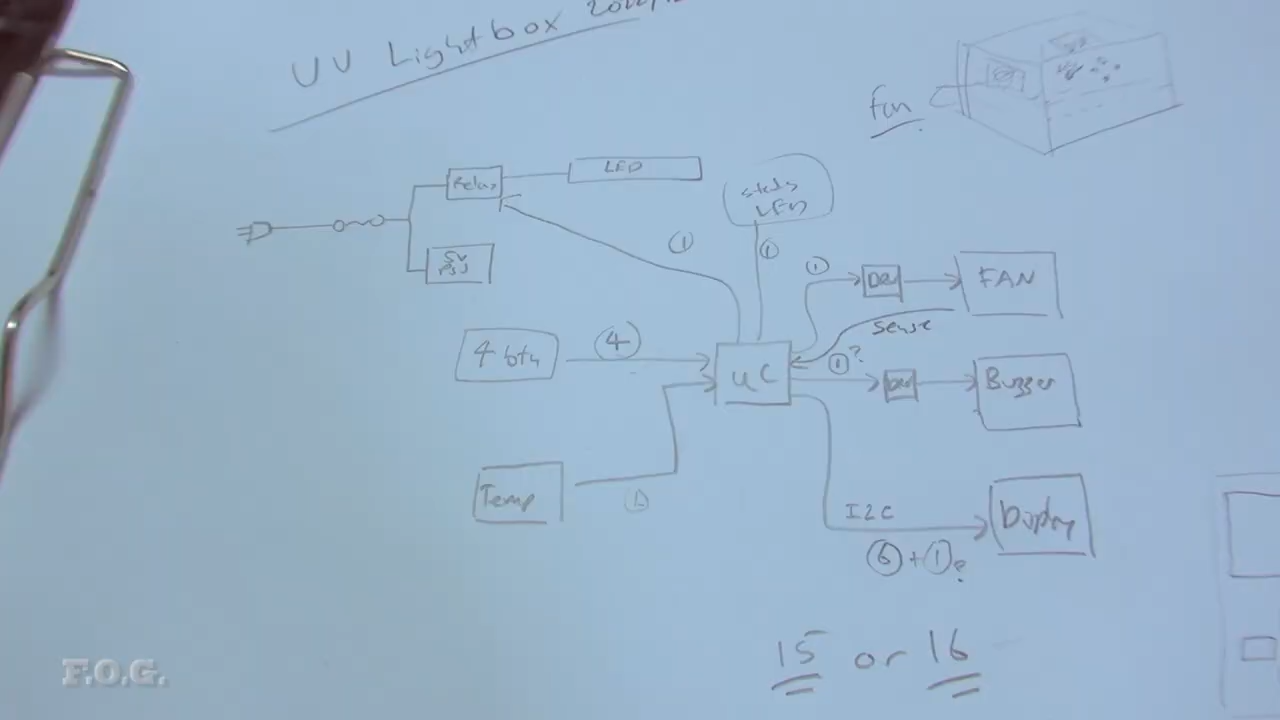 UV Lightbox
fan
Relay
LED
status
LED
5V
PSU
①
①
①
DRV
FAN
sense
4 btn
④
①?
uC
DRV
Buzzer
Temp
①
I2C
Display
⑥+①?
15 or 16
F.O.G.